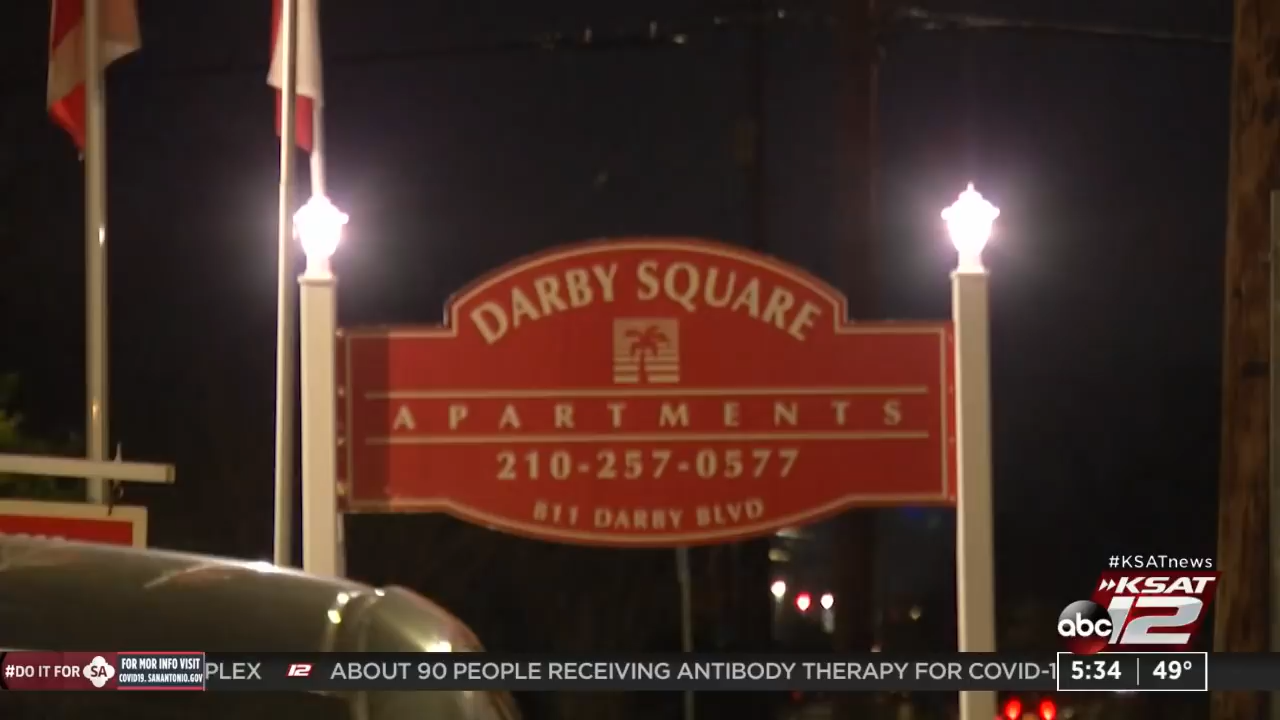 DARBY SQUARE
APARTMENTS
210-257-0577
811 DARBY BLVD
#KSATnews
KSAT
abc 12
#DO IT FOR SA
FOR MOR INFO VISIT
COVID19.SANANTONIO.GOV
PLEX 12 ABOUT 90 PEOPLE RECEIVING ANTIBODY THERAPY FOR COVID-1
5:34 49°